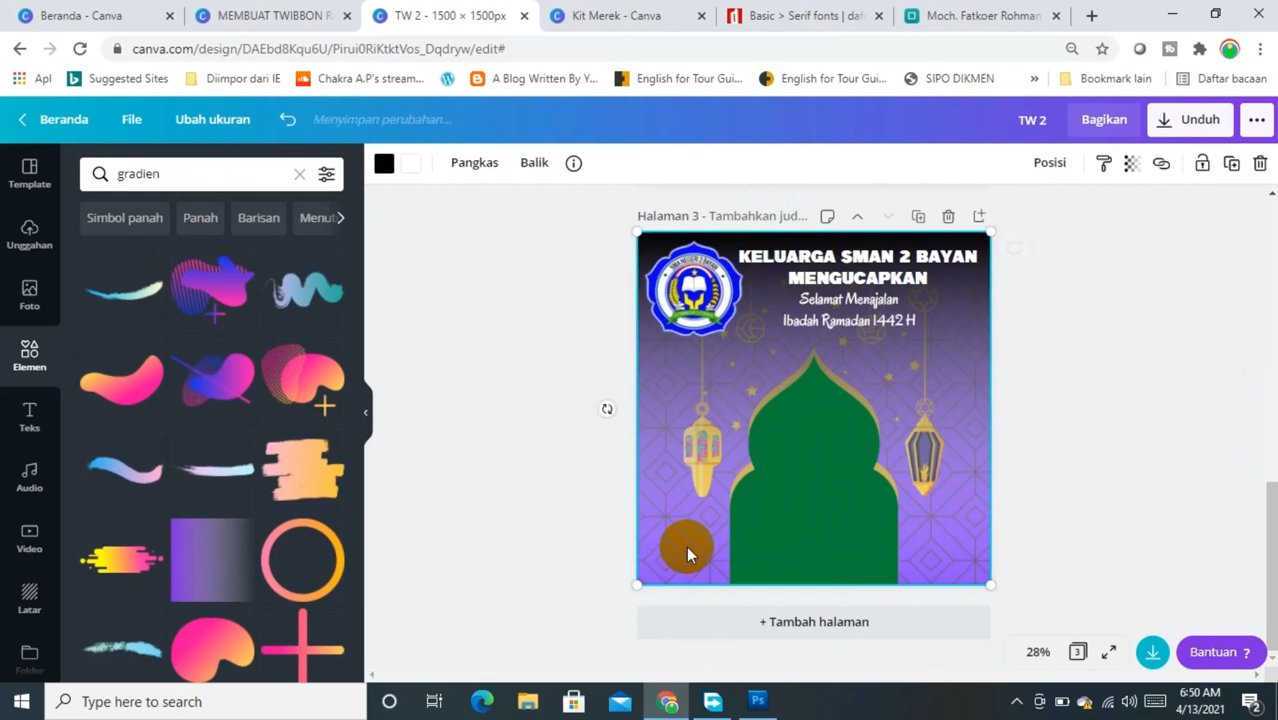 Beranda - Canva
MEMBUAT TWIBBON R
TW 2 - 1500 × 1500px
Kit Merek - Canva
Basic > Serif fonts | daf
Moch. Fatkoer Rohman
canva.com/design/DAEbd8Kqu6U/Pirui0RiKtktVos_Dqdryw/edit#
Apl
Suggested Sites
Diimpor dari IE
Chakra A.P's stream...
A Blog Written By Y...
English for Tour Gui...
English for Tour Gui...
SIPO DIKMEN
»
Bookmark lain
Daftar bacaan
Beranda
File
Ubah ukuran
Menyimpan perubahan...
TW 2
Bagikan
Unduh
Template
gradien
Pangkas
Balik
Posisi
Unggahan
Simbol panah
Panah
Barisan
Menut
Halaman 3 - Tambahkan jud...
Foto
KELUARGA SMAN 2 BAYAN
MENGUCAPKAN
Selamat Menajalan
Ibadah Ramadan 1442 H
Elemen
Teks
Audio
Video
Latar
Folder
+ Tambah halaman
28%
3
Bantuan ?
Type here to search
6:50 AM
4/13/2021
2